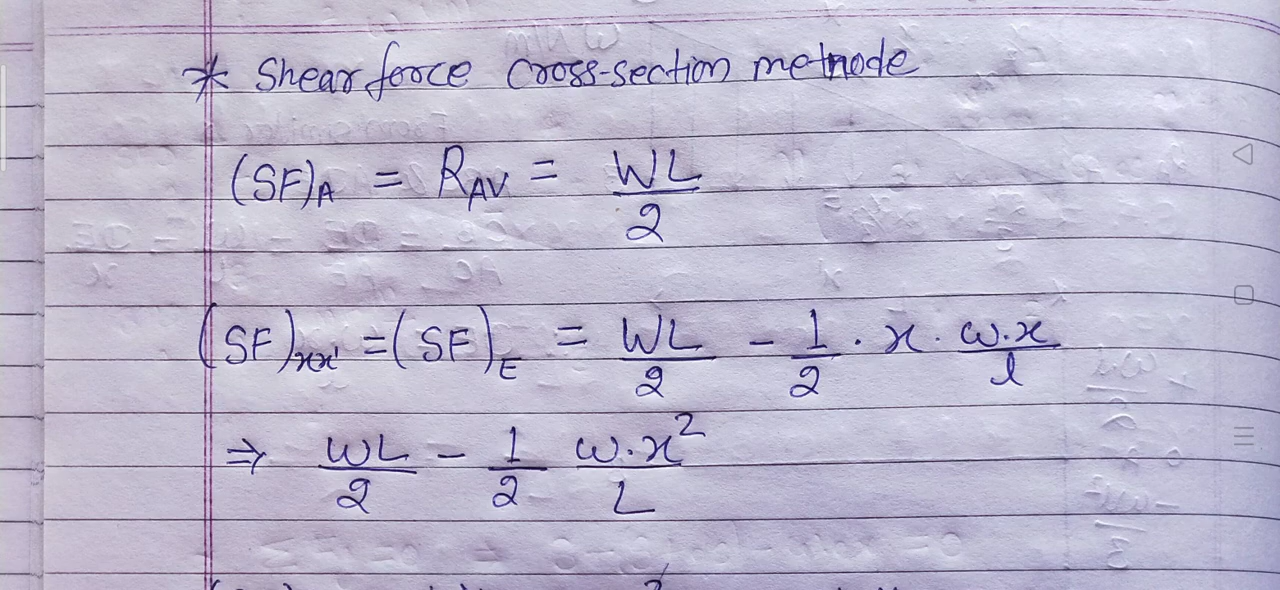 * Shear force cross-section methode
(SF)A = RAV = WL/2
(SF)xx' = (SF)E = WL/2 - 1/2 . x . w.x/l
⇒ WL/2 - 1/2 w.x²/L